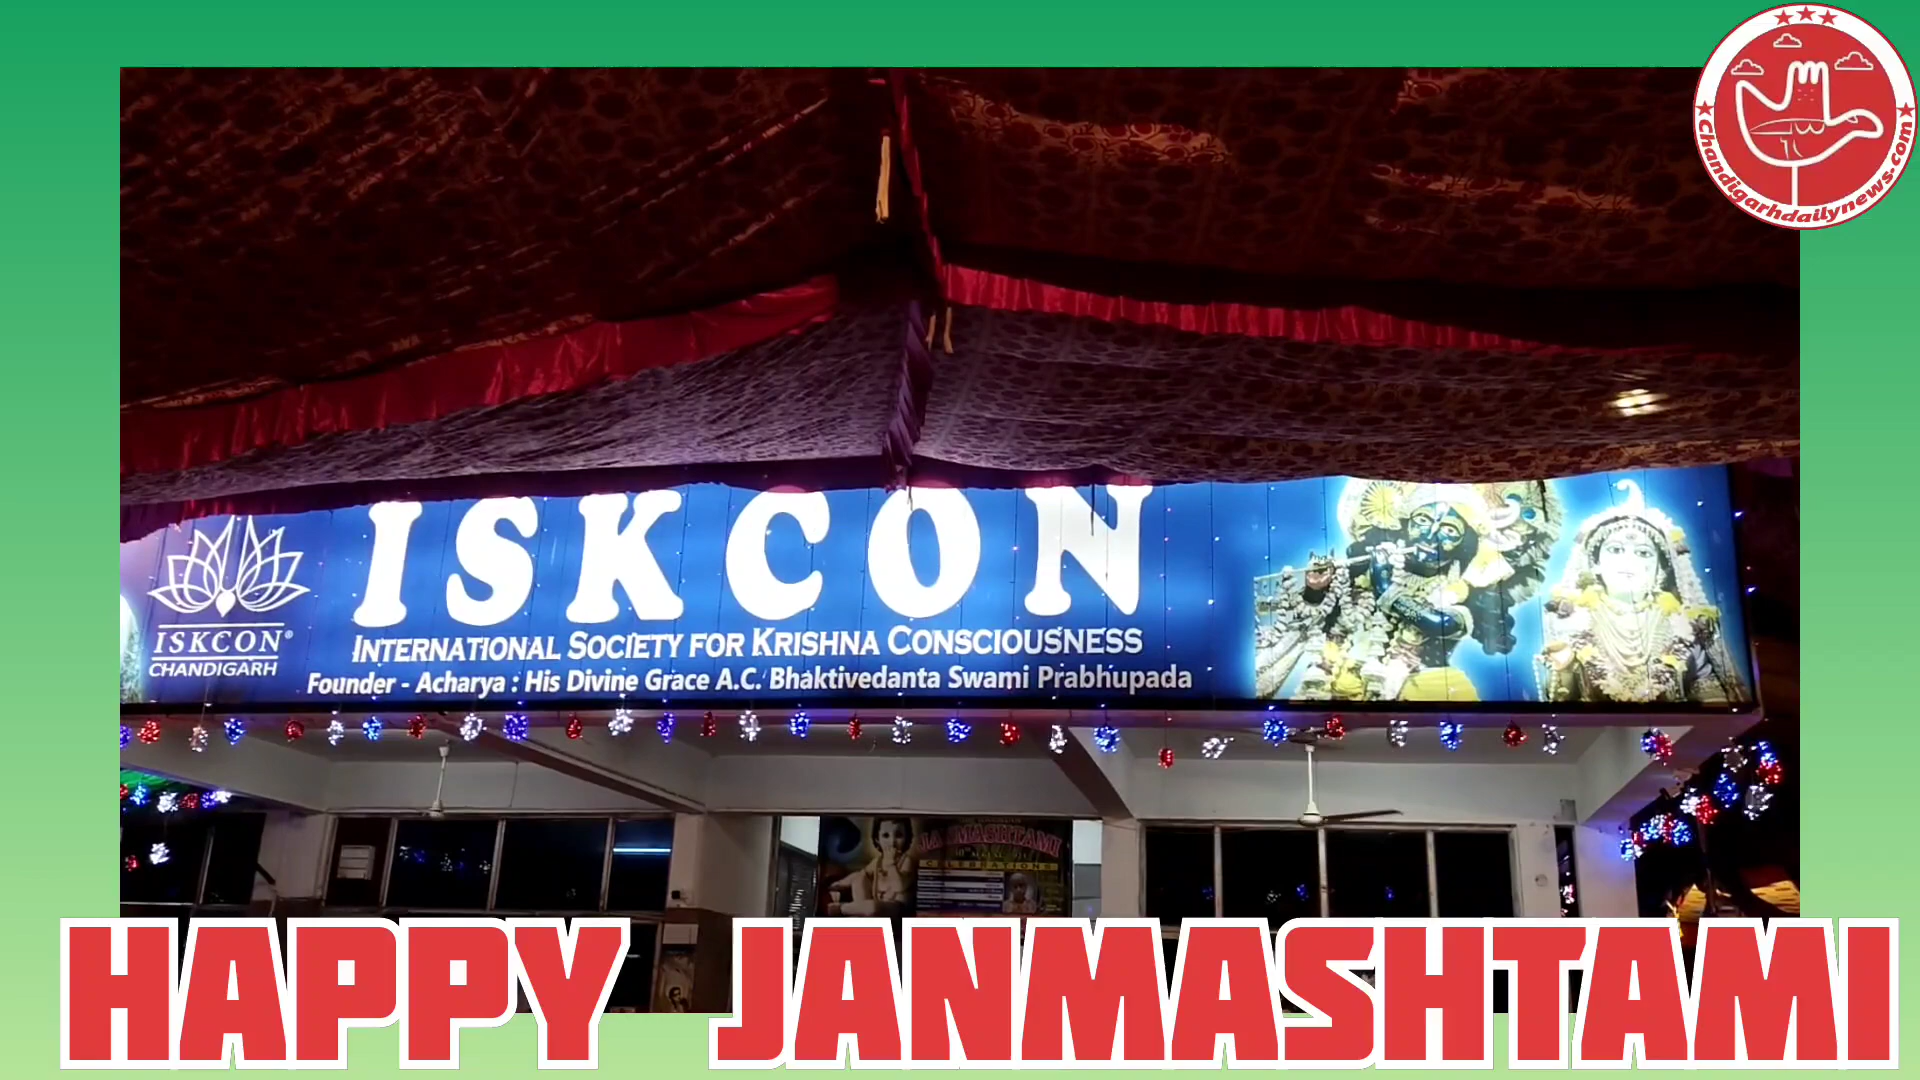 Chandigarhdailynews.com
ISKCON
ISKCON®
CHANDIGARH
INTERNATIONAL SOCIETY FOR KRISHNA CONSCIOUSNESS
Founder - Acharya : His Divine Grace A.C. Bhaktivedanta Swami Prabhupada
JANMASHTAMI
CELEBRATIONS
HAPPY JANMASHTAMI